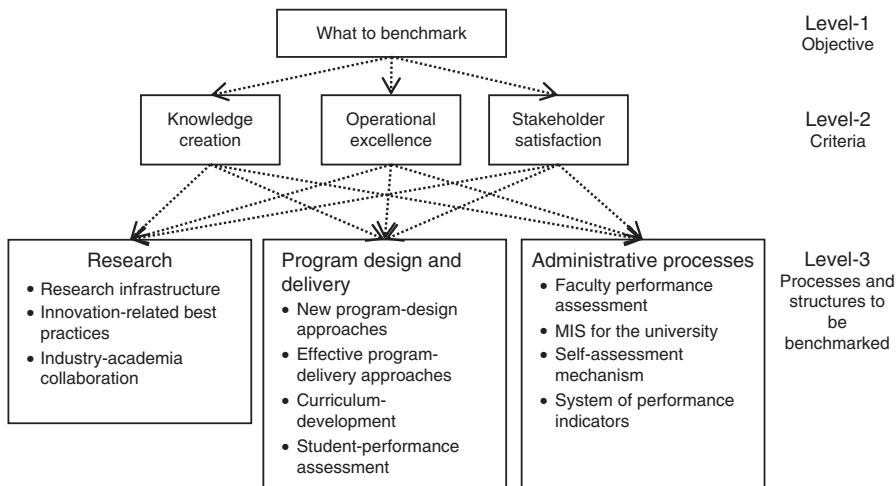 What to benchmark
Level-1
Objective
Knowledge
creation
Operational
excellence
Stakeholder
satisfaction
Level-2
Criteria
Research
• Research infrastructure
• Innovation-related best
practices
• Industry-academia
collaboration
Program design and
delivery
• New program-design
approaches
• Effective program-
delivery approaches
• Curriculum-
development
• Student-performance
assessment
Administrative processes
• Faculty performance
assessment
• MIS for the university
• Self-assessment
mechanism
• System of performance
indicators
Level-3
Processes and
structures to
be
benchmarked